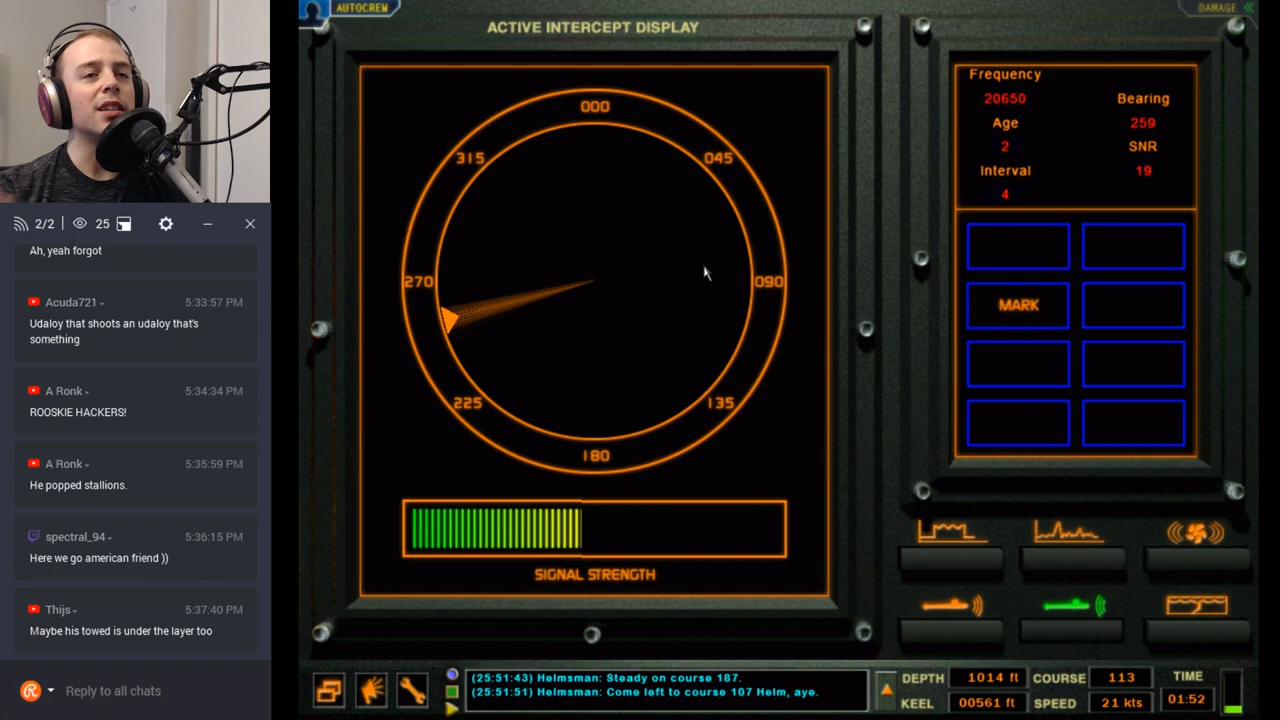 AUTOCREW
DAMAGE
ACTIVE INTERCEPT DISPLAY
000
045
090
135
180
225
270
315
SIGNAL STRENGTH
Frequency
20650
Bearing
Age
259
2
SNR
Interval
19
4
MARK
2/2
25
Ah, yeah forgot
Acuda721 5:33:57 PM
Udaloy that shoots an udaloy that's
something
A Ronk 5:34:34 PM
ROOSKIE HACKERS!
A Ronk 5:35:59 PM
He popped stallions.
spectral_94 5:36:15 PM
Here we go american friend ))
Thijs 5:37:40 PM
Maybe his towed is under the layer too
Reply to all chats
(25:51:43) Helmsman: Steady on course 187.
(25:51:51) Helmsman: Come left to course 107 Helm, aye.
DEPTH 1014 ft COURSE 113 TIME
KEEL 00561 ft SPEED 21 kts 01:52